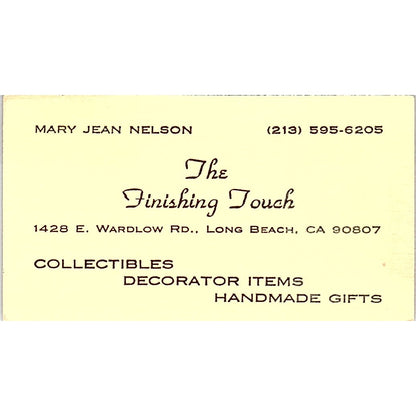 MARY JEAN NELSON (213) 595-6205
The
Finishing Touch
1428 E. WARDLOW RD., LONG BEACH, CA 90807
COLLECTIBLES
DECORATOR ITEMS
HANDMADE GIFTS